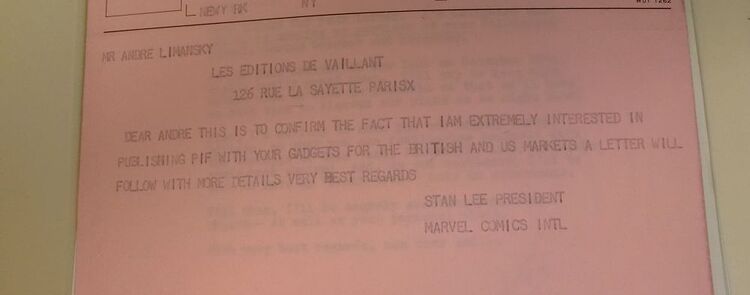 NEWY RK NY
WUI 1262
MR ANDRE LIMANSKY
LES EDITIONS DE VAILLANT
126 RUE LA SAYETTE PARISX
DEAR ANDRE THIS IS TO CONFIRM THE FACT THAT IAM EXTREMELY INTERESTED IN
PUBLISHING PIF WITH YOUR GADGETS FOR THE BRITISH AND US MARKETS A LETTER WILL
FOLLOW WITH MORE DETAILS VERY BEST REGARDS
STAN LEE PRESIDENT
MARVEL COMICS INTL